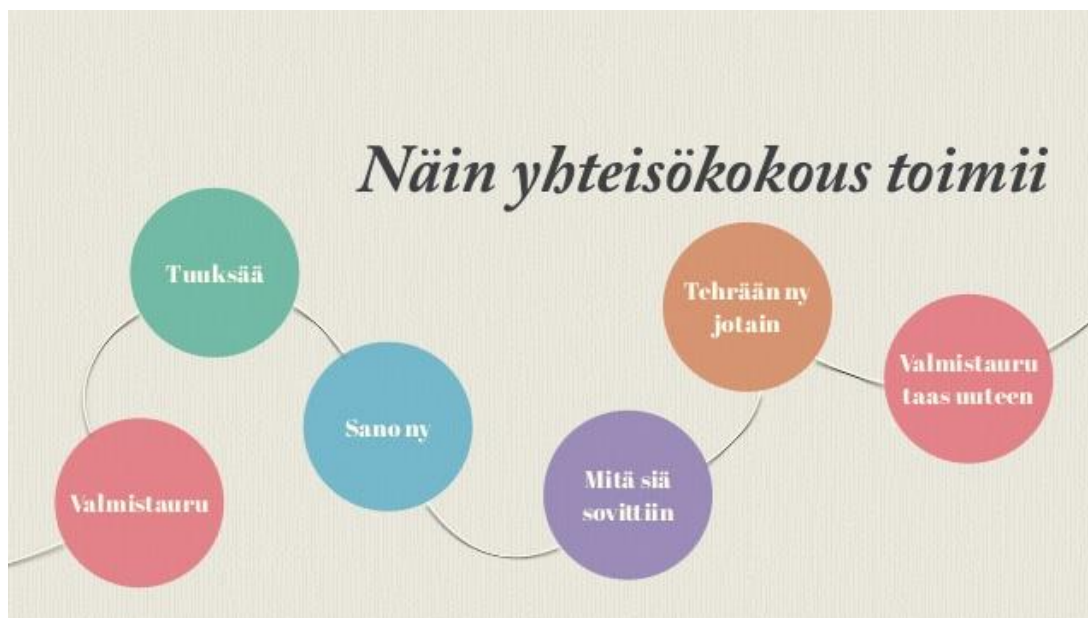 Näin yhteisökokous toimii
Valmistauru
Tuuksää
Sano ny
Mitä siä
sovittiin
Tehrään ny
jotain
Valmistauru
taas uuteen